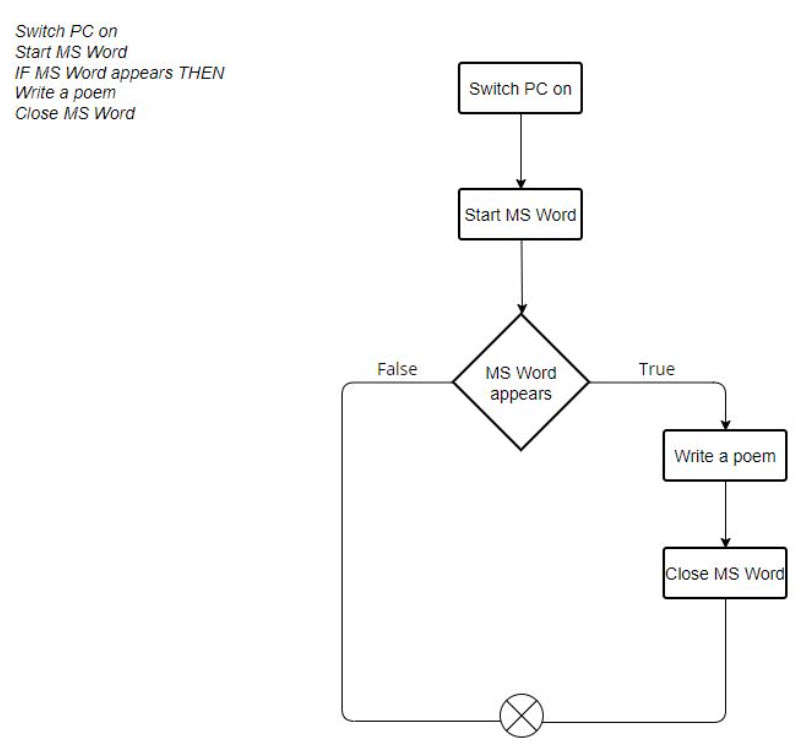 Switch PC on
Start MS Word
IF MS Word appears THEN
Write a poem
Close MS Word
Switch PC on
Start MS Word
False
MS Word
appears
True
Write a poem
Close MS Word